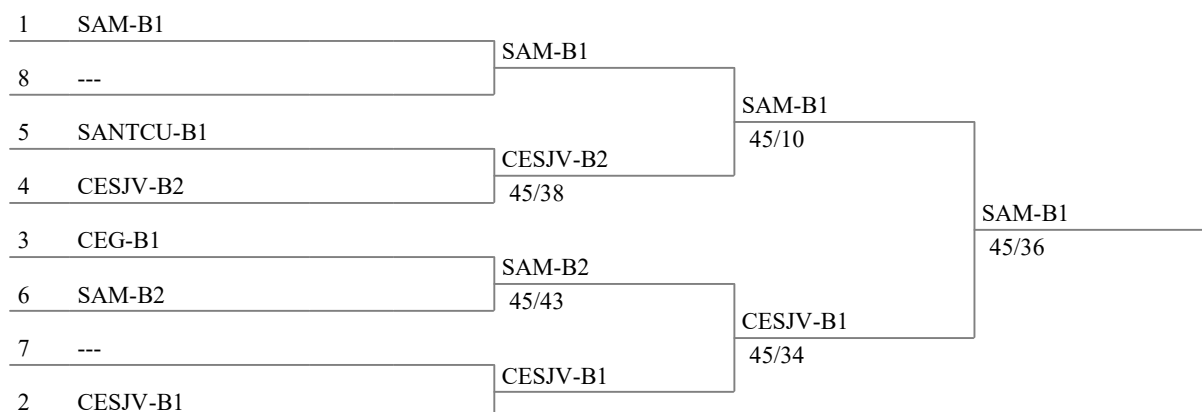 1 SAM-B1
SAM-B1
8 ---
SAM-B1
45/10
5 SANTCU-B1
CESJV-B2
45/38
4 CESJV-B2
SAM-B1
45/36
3 CEG-B1
SAM-B2
45/43
6 SAM-B2
CESJV-B1
45/34
7 ---
CESJV-B1
2 CESJV-B1